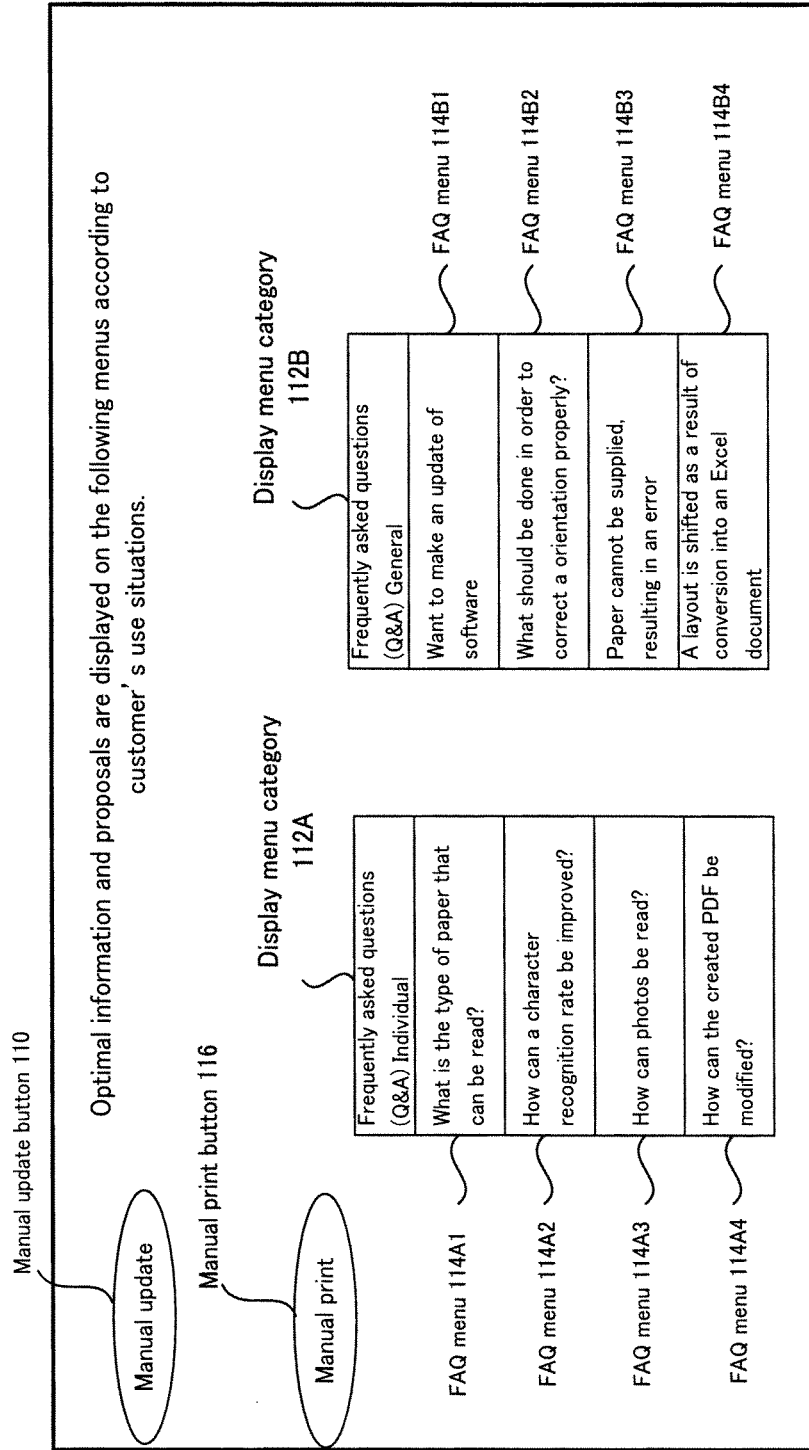 Manual update button 110
Manual update
Optimal information and proposals are displayed on the following menus according to
customer's use situations.
Manual print button 116
Manual print
Display menu category
112A
Frequently asked questions
(Q&A) Individual
FAQ menu 114A1
What is the type of paper that
can be read?
FAQ menu 114A2
How can a character
recognition rate be improved?
FAQ menu 114A3
How can photos be read?
FAQ menu 114A4
How can the created PDF be
modified?
Display menu category
112B
Frequently asked questions
(Q&A) General
Want to make an update of
software
FAQ menu 114B1
What should be done in order to
correct a orientation properly?
FAQ menu 114B2
Paper cannot be supplied,
resulting in an error
FAQ menu 114B3
A layout is shifted as a result of
conversion into an Excel
document
FAQ menu 114B4